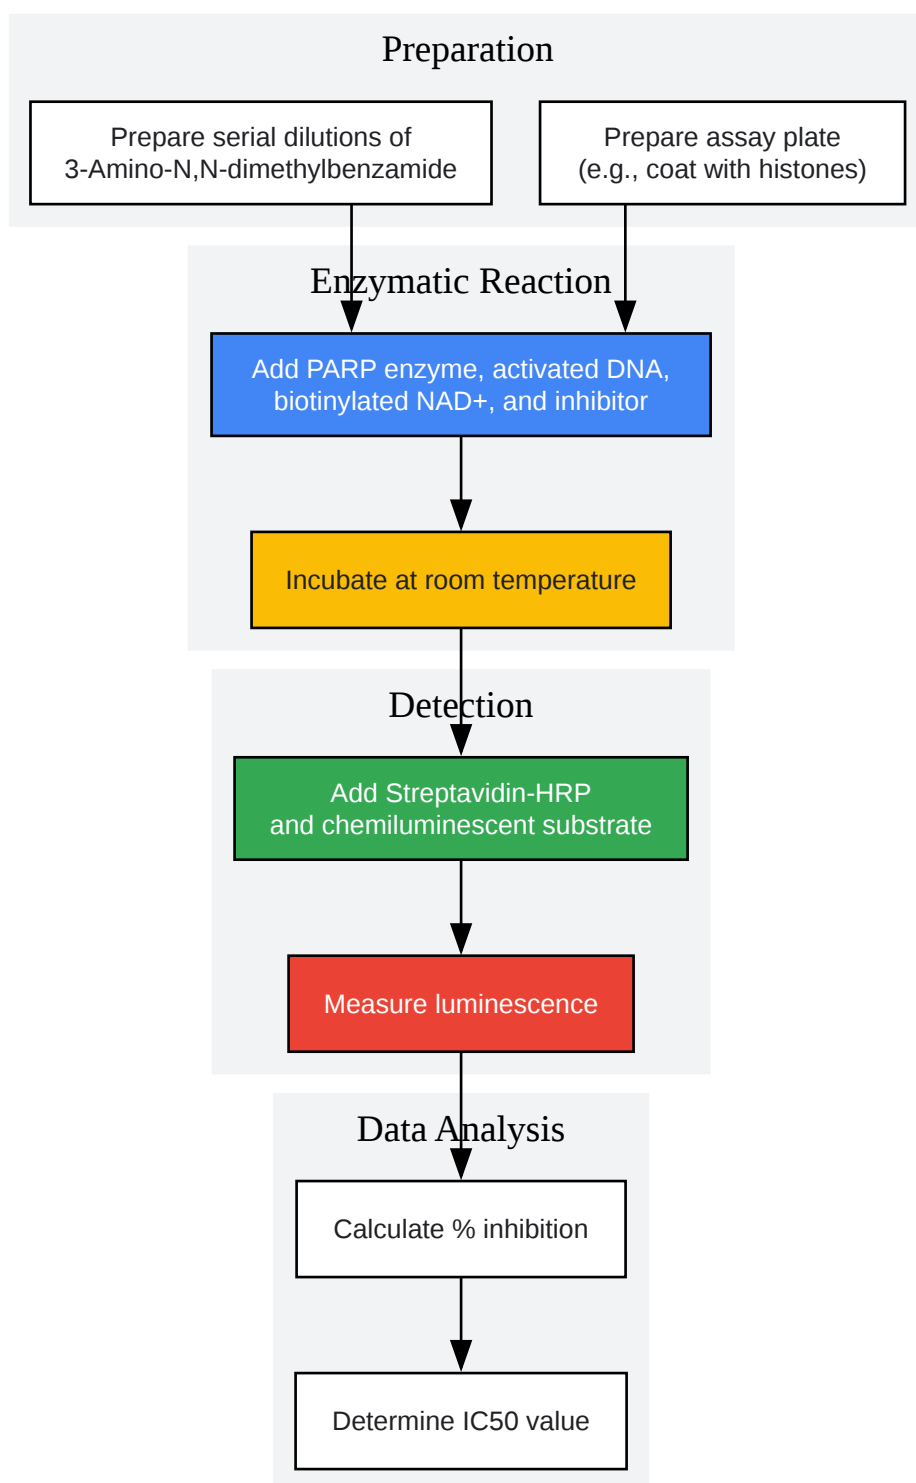 Preparation
Prepare serial dilutions of
3-Amino-N,N-dimethylbenzamide
Prepare assay plate
(e.g., coat with histones)
Enzymatic Reaction
Add PARP enzyme, activated DNA,
biotinylated NAD+, and inhibitor
Incubate at room temperature
Detection
Add Streptavidin-HRP
and chemiluminescent substrate
Measure luminescence
Data Analysis
Calculate % inhibition
Determine IC50 value